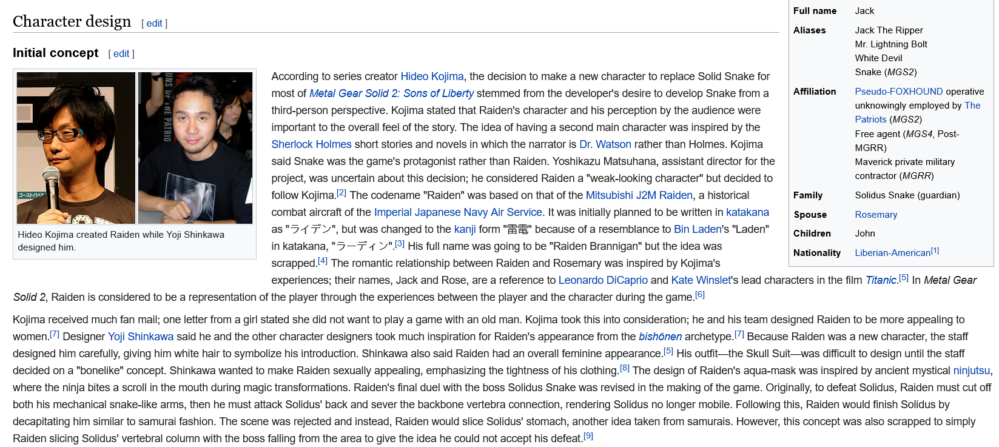 Character design [ edit ]
Initial concept [ edit ]
UNS OF THE PATRIO
ゴーストバベル
Hideo Kojima created Raiden while Yoji Shinkawa
designed him.
According to series creator Hideo Kojima, the decision to make a new character to replace Solid Snake for
most of Metal Gear Solid 2: Sons of Liberty stemmed from the developer's desire to develop Snake from a
third-person perspective. Kojima stated that Raiden's character and his perception by the audience were
important to the overall feel of the story. The idea of having a second main character was inspired by the
Sherlock Holmes short stories and novels in which the narrator is Dr. Watson rather than Holmes. Kojima
said Snake was the game's protagonist rather than Raiden. Yoshikazu Matsuhana, assistant director for the
project, was uncertain about this decision; he considered Raiden a "weak-looking character" but decided to
follow Kojima.[2] The codename "Raiden" was based on that of the Mitsubishi J2M Raiden, a historical
combat aircraft of the Imperial Japanese Navy Air Service. It was initially planned to be written in katakana
as "ライデン", but was changed to the kanji form "雷電" because of a resemblance to Bin Laden's "Laden"
in katakana, "ラーディン".[3] His full name was going to be "Raiden Brannigan" but the idea was
scrapped.[4] The romantic relationship between Raiden and Rosemary was inspired by Kojima's
experiences; their names, Jack and Rose, are a reference to Leonardo DiCaprio and Kate Winslet's lead characters in the film Titanic.[5] In Metal Gear
Solid 2, Raiden is considered to be a representation of the player through the experiences between the player and the character during the game.[6]
Kojima received much fan mail; one letter from a girl stated she did not want to play a game with an old man. Kojima took this into consideration; he and his team designed Raiden to be more appealing to
women.[7] Designer Yoji Shinkawa said he and the other character designers took much inspiration for Raiden's appearance from the bishōnen archetype.[7] Because Raiden was a new character, the staff
designed him carefully, giving him white hair to symbolize his introduction. Shinkawa also said Raiden had an overall feminine appearance.[5] His outfit—the Skull Suit—was difficult to design until the staff
decided on a "bonelike" concept. Shinkawa wanted to make Raiden sexually appealing, emphasizing the tightness of his clothing.[8] The design of Raiden's aqua-mask was inspired by ancient mystical ninjutsu,
where the ninja bites a scroll in the mouth during magic transformations. Raiden's final duel with the boss Solidus Snake was revised in the making of the game. Originally, to defeat Solidus, Raiden must cut off
both his mechanical snake-like arms, then he must attack Solidus' back and sever the backbone vertebra connection, rendering Solidus no longer mobile. Following this, Raiden would finish Solidus by
decapitating him similar to samurai fashion. The scene was rejected and instead, Raiden would slice Solidus' stomach, another idea taken from samurais. However, this concept was also scrapped to simply
Raiden slicing Solidus' vertebral column with the boss falling from the area to give the idea he could not accept his defeat.[9]
Full name Jack
Aliases Jack The Ripper
Mr. Lightning Bolt
White Devil
Snake (MGS2)
Affiliation Pseudo-FOXHOUND operative
unknowingly employed by The
Patriots (MGS2)
Free agent (MGS4, Post-
MGRR)
Maverick private military
contractor (MGRR)
Family Solidus Snake (guardian)
Spouse Rosemary
Children John
Nationality Liberian-American[1]